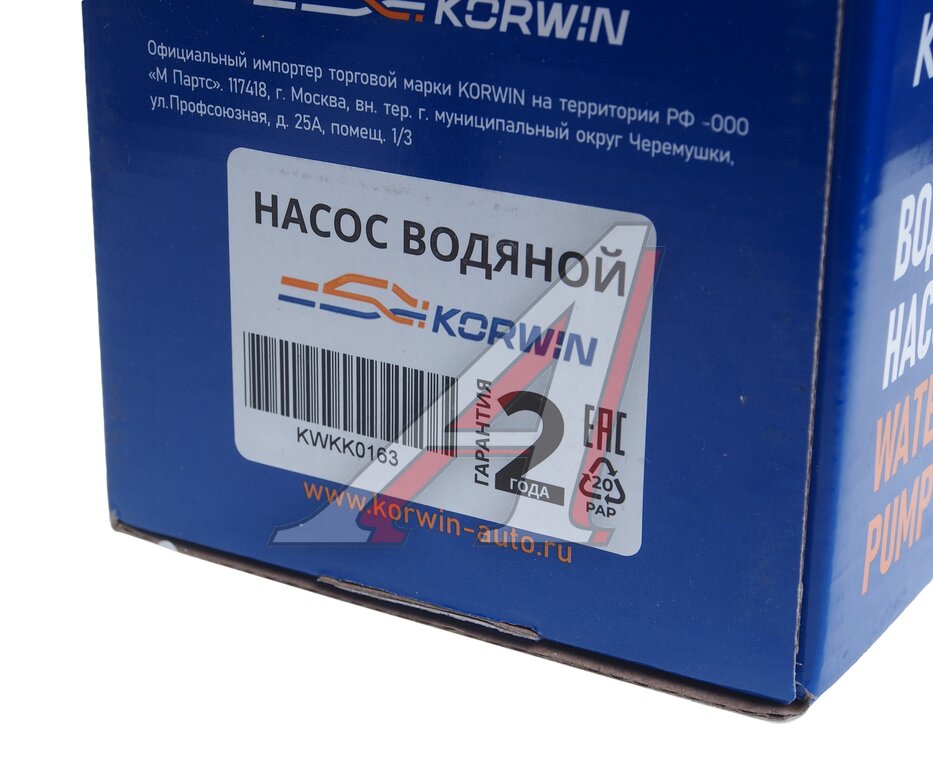 KORWIN
Официальный импортер торговой марки KORWIN на территории РФ -ООО
«М Партс». 117418, г. Москва, вн. тер. г. муниципальный округ Черемушки,
ул.Профсоюзная, д. 25А, помещ. 1/3
НАСОС ВОДЯНОЙ
KORWIN
KWKK0163
ГАРАНТИЯ
2
ГОДА
EAC
20
PAP
www.korwin-auto.ru
K
ВОД
НАС
WATE
PUMP